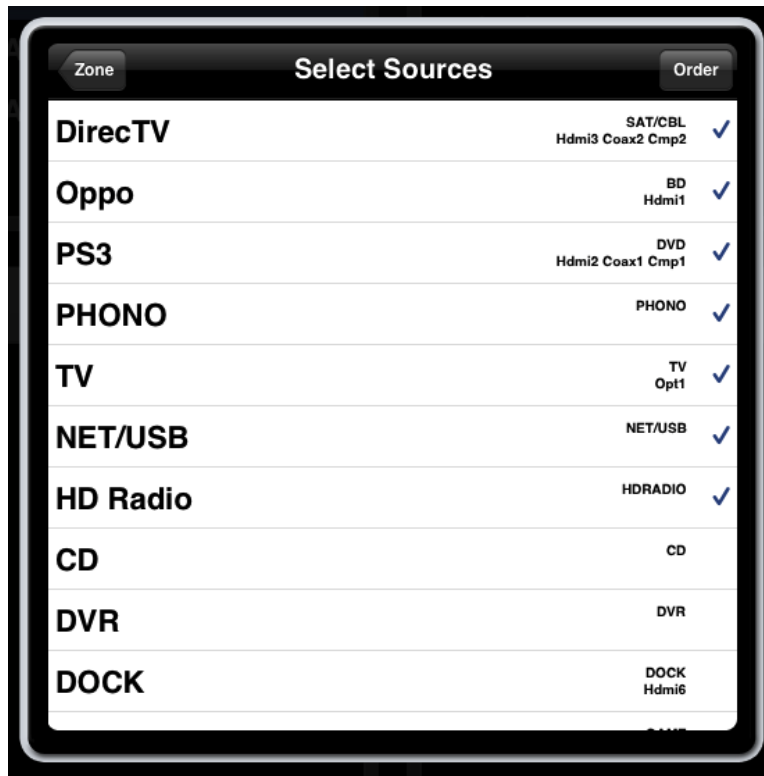 Zone
Select Sources
Order
DirecTV
SAT/CBL
Hdmi3 Coax2 Cmp2
Oppo
BD
Hdmi1
PS3
DVD
Hdmi2 Coax1 Cmp1
PHONO
PHONO
TV
TV
Opt1
NET/USB
NET/USB
HD Radio
HDRADIO
CD
CD
DVR
DVR
DOCK
DOCK
Hdmi6